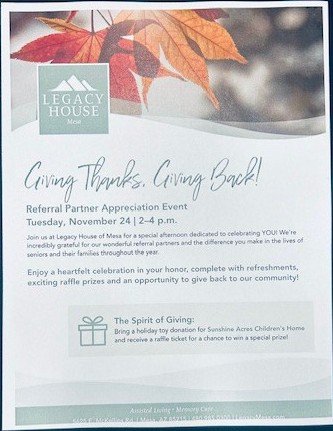 LEGACY
HOUSE
Mesa
Giving Thanks, Giving Back!
Referral Partner Appreciation Event
Tuesday, November 24 | 2–4 p.m.
Join us at Legacy House of Mesa for a special afternoon dedicated to celebrating YOU! We're
incredibly grateful for our wonderful referral partners and the difference you make in the lives of
seniors and their families throughout the year.
Enjoy a heartfelt celebration in your honor, complete with refreshments,
exciting raffle prizes and an opportunity to give back to our community!
The Spirit of Giving:
Bring a holiday toy donation for Sunshine Acres Children's Home
and receive a raffle ticket for a chance to win a special prize!
Assisted Living • Memory Care